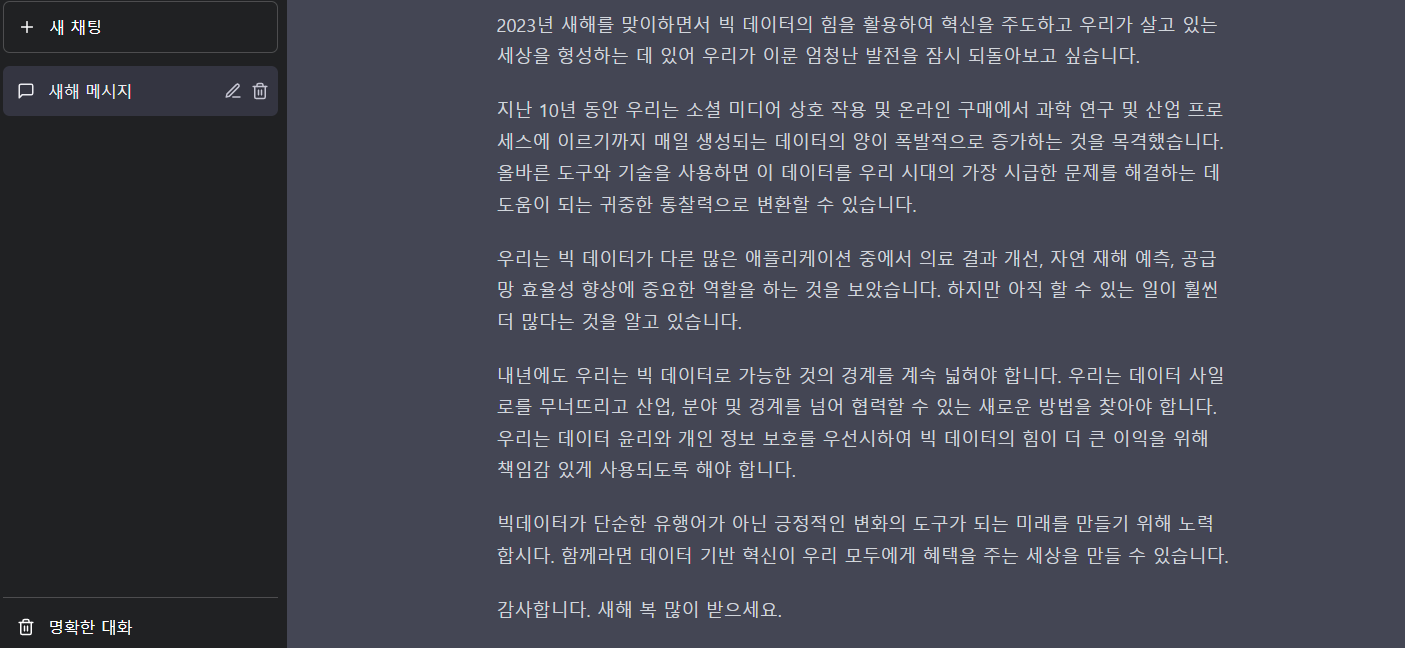 새 채팅
새해 메시지
명확한 대화
2023년 새해를 맞이하면서 빅 데이터의 힘을 활용하여 혁신을 주도하고 우리가 살고 있는
세상을 형성하는 데 있어 우리가 이룬 엄청난 발전을 잠시 되돌아보고 싶습니다.
지난 10년 동안 우리는 소셜 미디어 상호 작용 및 온라인 구매에서 과학 연구 및 산업 프로
세스에 이르기까지 매일 생성되는 데이터의 양이 폭발적으로 증가하는 것을 목격했습니다.
올바른 도구와 기술을 사용하면 이 데이터를 우리 시대의 가장 시급한 문제를 해결하는 데
도움이 되는 귀중한 통찰력으로 변환할 수 있습니다.
우리는 빅 데이터가 다른 많은 애플리케이션 중에서 의료 결과 개선, 자연 재해 예측, 공급
망 효율성 향상에 중요한 역할을 하는 것을 보았습니다. 하지만 아직 할 수 있는 일이 훨씬
더 많다는 것을 알고 있습니다.
내년에도 우리는 빅 데이터로 가능한 것의 경계를 계속 넓혀야 합니다. 우리는 데이터 사일
로를 무너뜨리고 산업, 분야 및 경계를 넘어 협력할 수 있는 새로운 방법을 찾아야 합니다.
우리는 데이터 윤리와 개인 정보 보호를 우선시하여 빅 데이터의 힘이 더 큰 이익을 위해
책임감 있게 사용되도록 해야 합니다.
빅데이터가 단순한 유행어가 아닌 긍정적인 변화의 도구가 되는 미래를 만들기 위해 노력
합시다. 함께라면 데이터 기반 혁신이 우리 모두에게 혜택을 주는 세상을 만들 수 있습니다.
감사합니다. 새해 복 많이 받으세요.